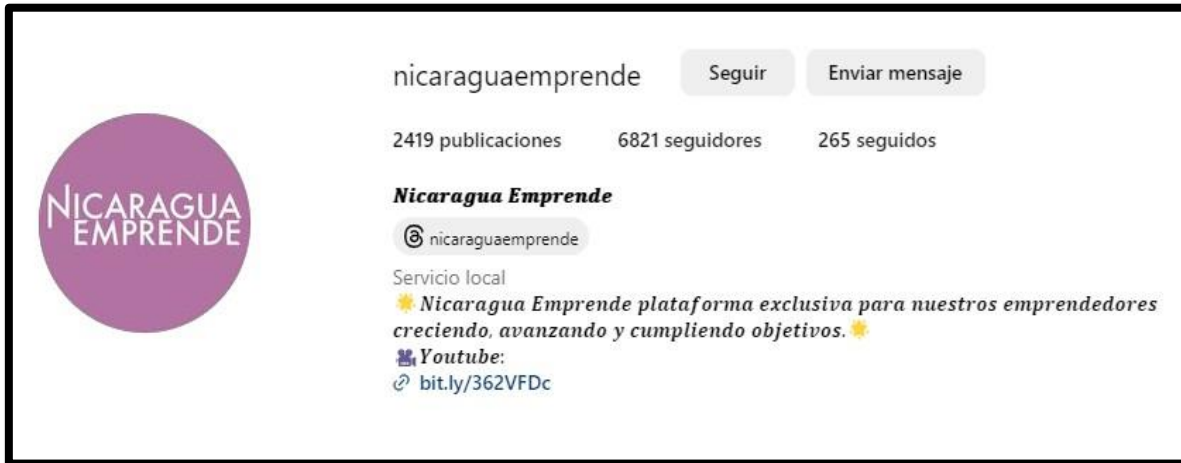 nicaraguaemprende Seguir Enviar mensaje
2419 publicaciones 6821 seguidores 265 seguidos
NICARAGUA
EMPRENDE
Nicaragua Emprende
nicaraguaemprende
Servicio local
🌟Nicaragua Emprende plataforma exclusiva para nuestros emprendedores
creciendo, avanzando y cumpliendo objetivos.🌟
🎥Youtube:
bit.ly/362VFDc